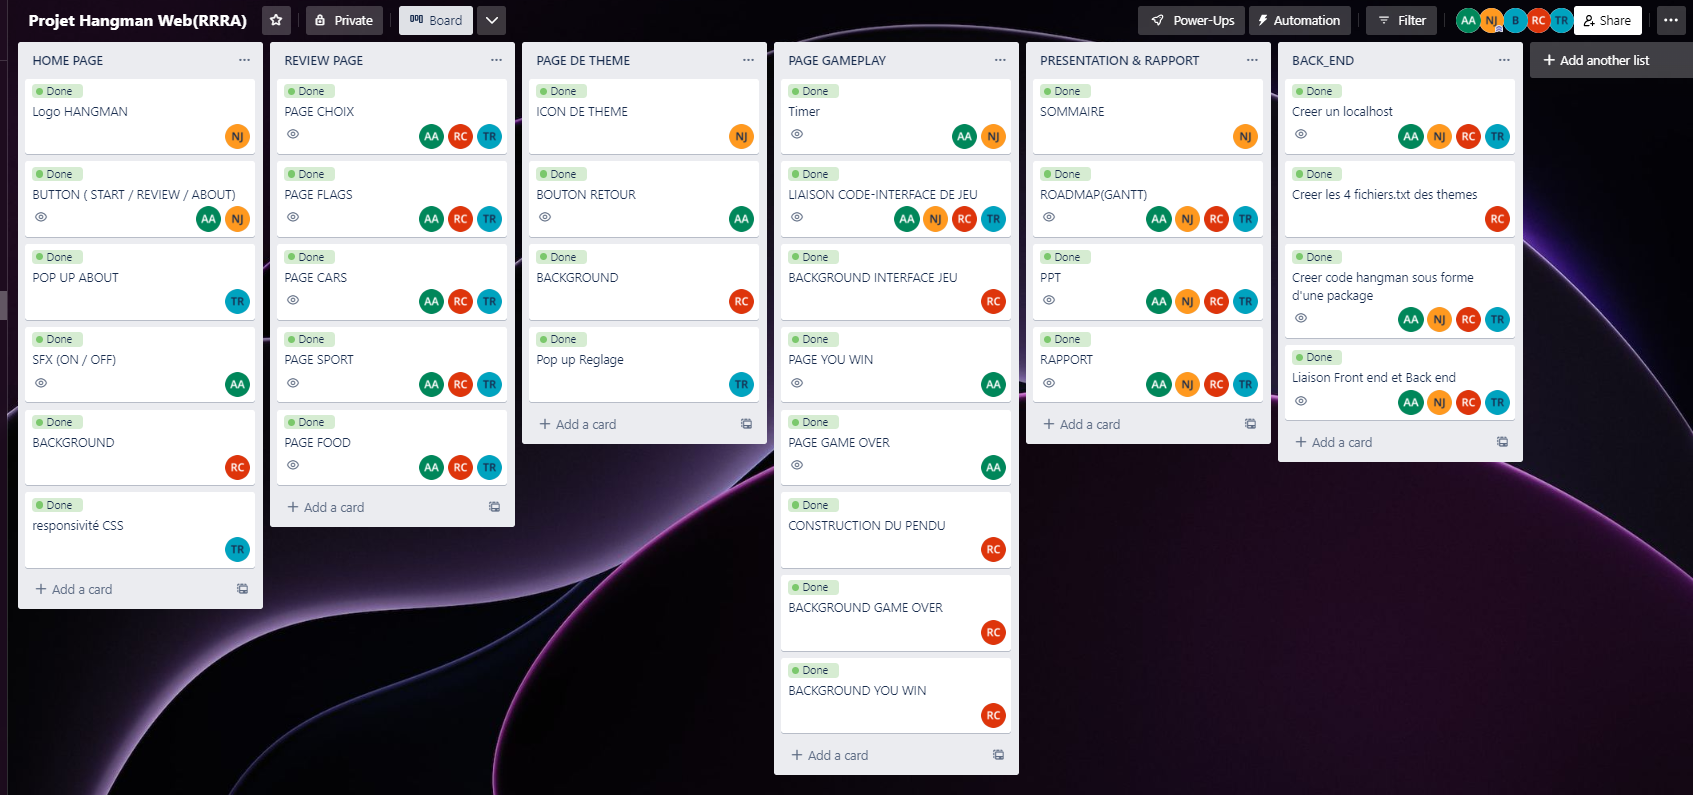 Projet Hangman Web(RRRA)
Private
Board
Power-Ups
Automation
Filter
AA NJ B RC TR
Share
HOME PAGE
Done
Logo HANGMAN
NJ
Done
BUTTON ( START / REVIEW / ABOUT)
AA NJ
Done
POP UP ABOUT
TR
Done
SFX (ON / OFF)
AA
Done
BACKGROUND
RC
Done
responsivité CSS
TR
+ Add a card
REVIEW PAGE
Done
PAGE CHOIX
AA RC TR
Done
PAGE FLAGS
AA RC TR
Done
PAGE CARS
AA RC TR
Done
PAGE SPORT
AA RC TR
Done
PAGE FOOD
AA RC TR
+ Add a card
PAGE DE THEME
Done
ICON DE THEME
NJ
Done
BOUTON RETOUR
AA
Done
BACKGROUND
RC
Done
Pop up Reglage
TR
+ Add a card
PAGE GAMEPLAY
Done
Timer
AA NJ
Done
LIAISON CODE-INTERFACE DE JEU
AA NJ RC TR
Done
BACKGROUND INTERFACE JEU
RC
Done
PAGE YOU WIN
AA
Done
PAGE GAME OVER
AA
Done
CONSTRUCTION DU PENDU
RC
Done
BACKGROUND GAME OVER
RC
Done
BACKGROUND YOU WIN
RC
+ Add a card
PRESENTATION & RAPPORT
Done
SOMMAIRE
NJ
Done
ROADMAP(GANTT)
AA NJ RC TR
Done
PPT
AA NJ RC TR
Done
RAPPORT
AA NJ RC TR
+ Add a card
BACK_END
Done
Creer un localhost
AA NJ RC TR
Done
Creer les 4 fichiers.txt des themes
RC
Done
Creer code hangman sous forme
d'une package
AA NJ RC TR
Done
Liaison Front end et Back end
AA NJ RC TR
+ Add a card
+ Add another list